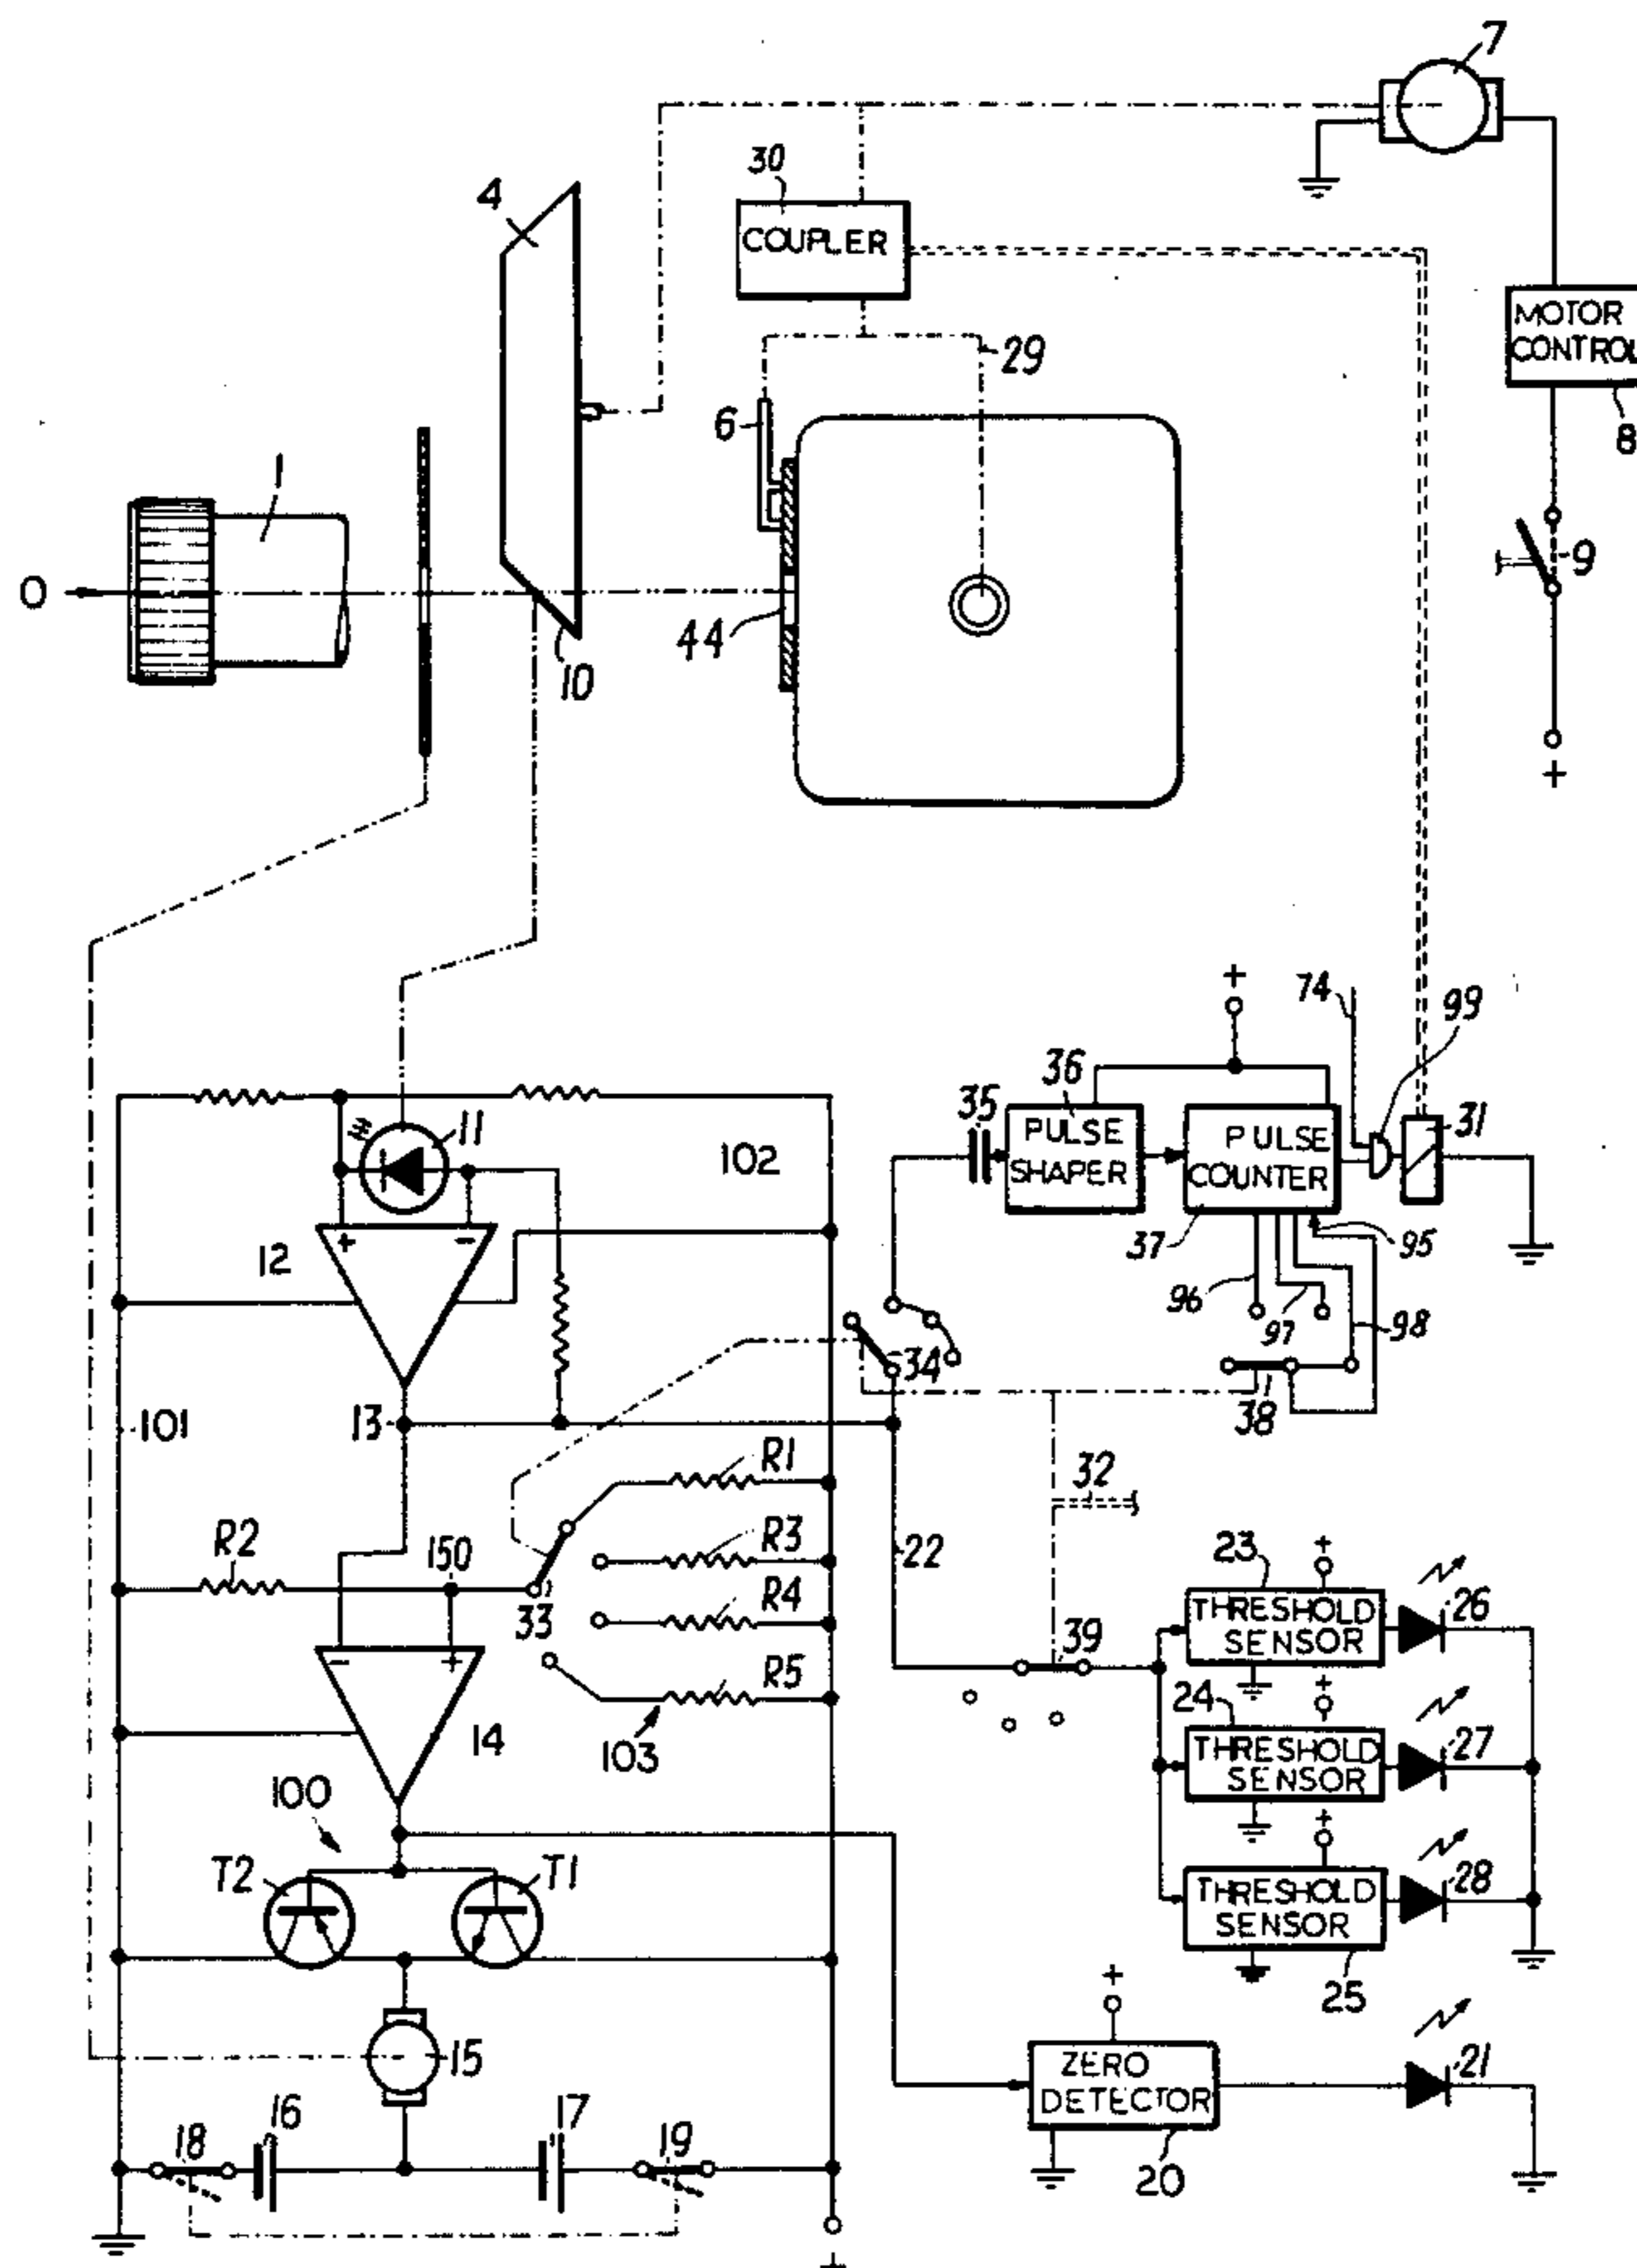 7
30
4
COUPLER
MOTOR
29
6
8
1
9
O
44
10
+
+
74
99
36
35
31
11
PULSE
SHAPER
PULSE
COUNTER
102
12
+
-
37
95
96
97
98
34
13
38
101
R1
32
R2
150
R3
22
23
+
33
R4
THRESHOLD
SENSOR
26
39
-
+
R5
24
+
14
103
THRESHOLD
SENSOR
27
100
+
T2
T1
THRESHOLD
SENSOR
28
25
+
15
ZERO
DETECTOR
21
16
17
18
19
20
+